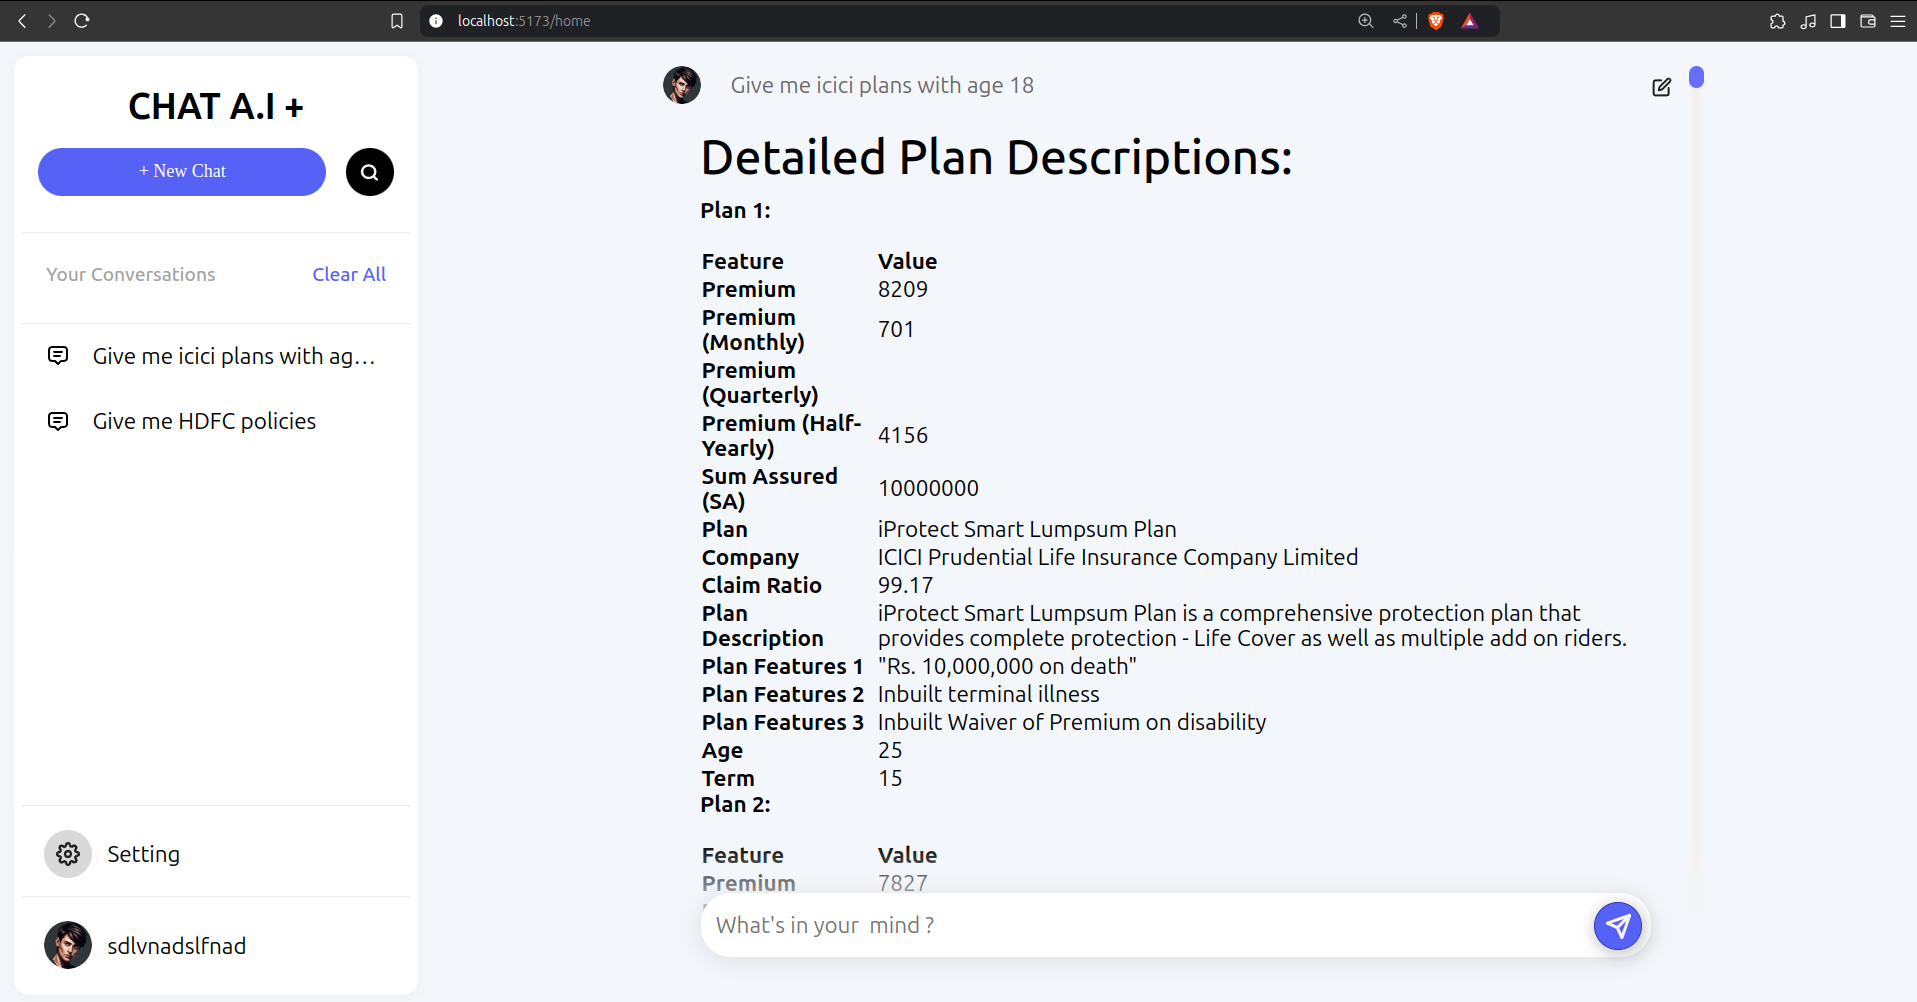 localhost:5173/home
CHAT A.I +
+ New Chat
Your Conversations Clear All
Give me icici plans with ag...
Give me HDFC policies
Setting
sdlvnadslfnad
Give me icici plans with age 18
Detailed Plan Descriptions:
Plan 1:
Feature Value
Premium 8209
Premium
(Monthly) 701
Premium
(Quarterly)
Premium (Half-
Yearly) 4156
Sum Assured
(SA) 10000000
Plan iProtect Smart Lumpsum Plan
Company ICICI Prudential Life Insurance Company Limited
Claim Ratio 99.17
Plan iProtect Smart Lumpsum Plan is a comprehensive protection plan that
Description provides complete protection - Life Cover as well as multiple add on riders.
Plan Features 1 "Rs. 10,000,000 on death"
Plan Features 2 Inbuilt terminal illness
Plan Features 3 Inbuilt Waiver of Premium on disability
Age 25
Term 15
Plan 2:
Feature Value
Premium 7827
What's in your mind ?